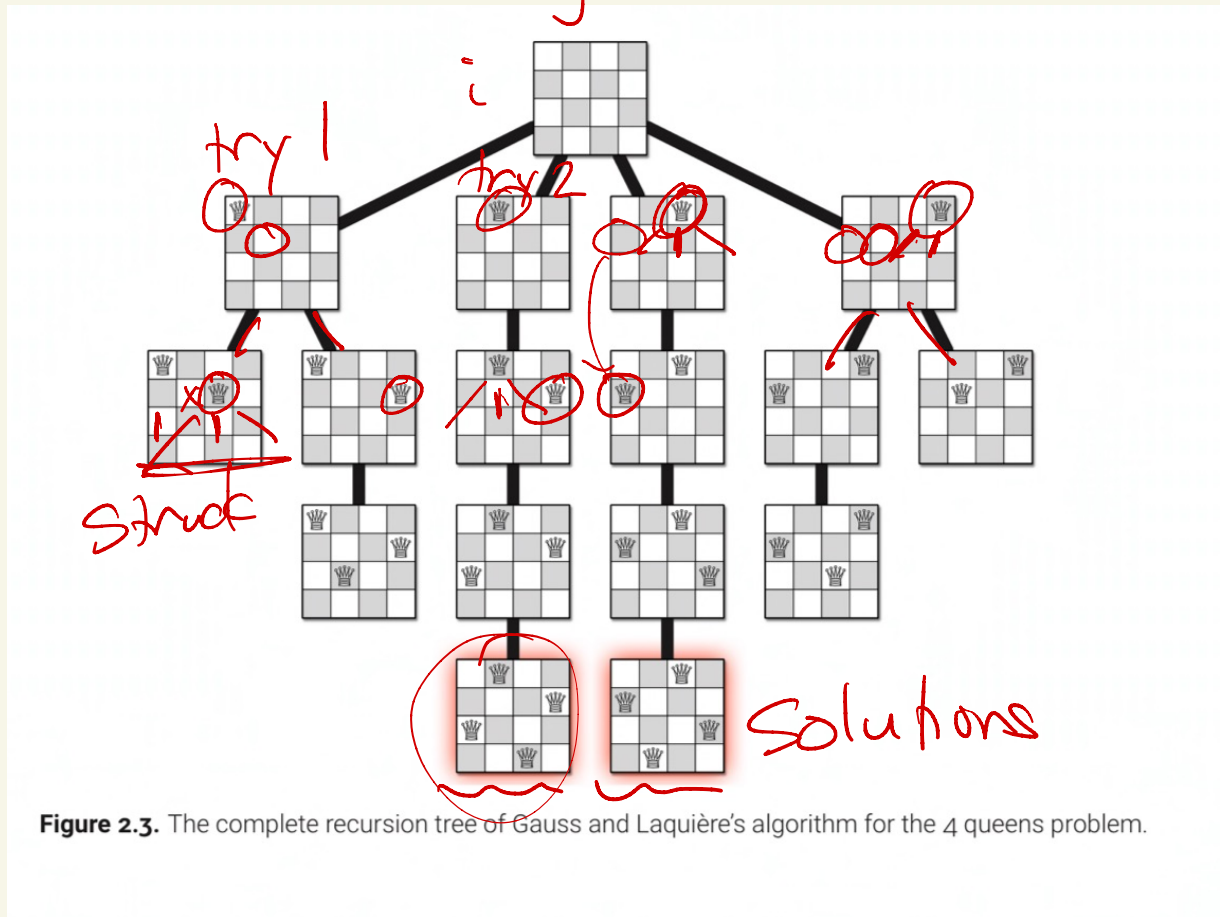 j
i
try 1
try 2
Struck
Solutions
Figure 2.3. The complete recursion tree of Gauss and Laquière's algorithm for the 4 queens problem.